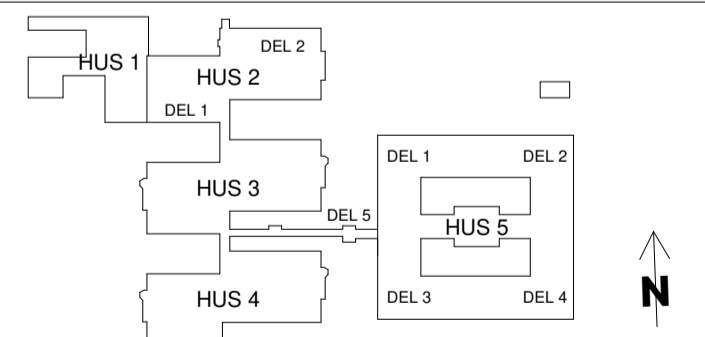 HUS 1
DEL 2
HUS 2
DEL 1
DEL 1
DEL 2
HUS 3
DEL 5
HUS 5
HUS 4
DEL 3
DEL 4
N